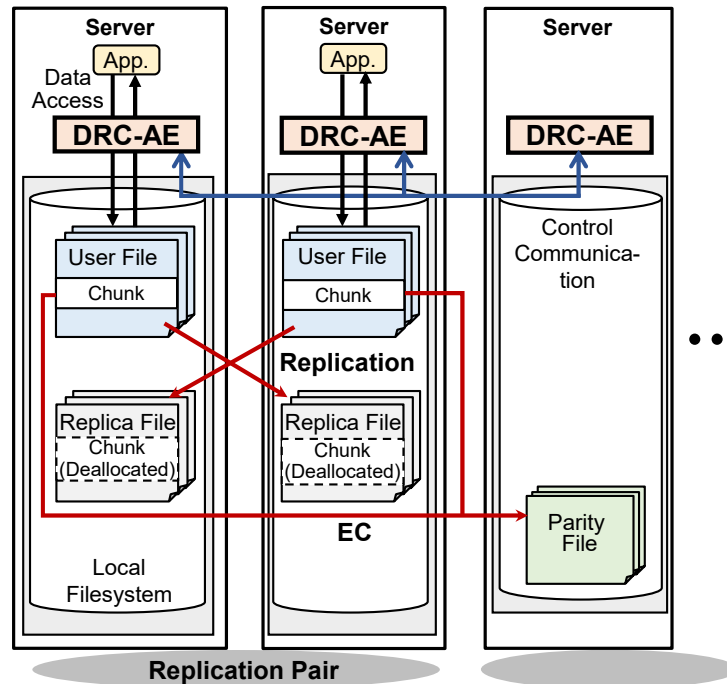 Server
App.
Data
Access
DRC-AE
User File
Chunk
Replica File
Chunk
(Deallocated)
Local
Filesystem
Server
App.
DRC-AE
User File
Chunk
Replication
Replica File
Chunk
(Deallocated)
EC
Server
DRC-AE
Control
Communica-
tion
Parity
File
Replication Pair